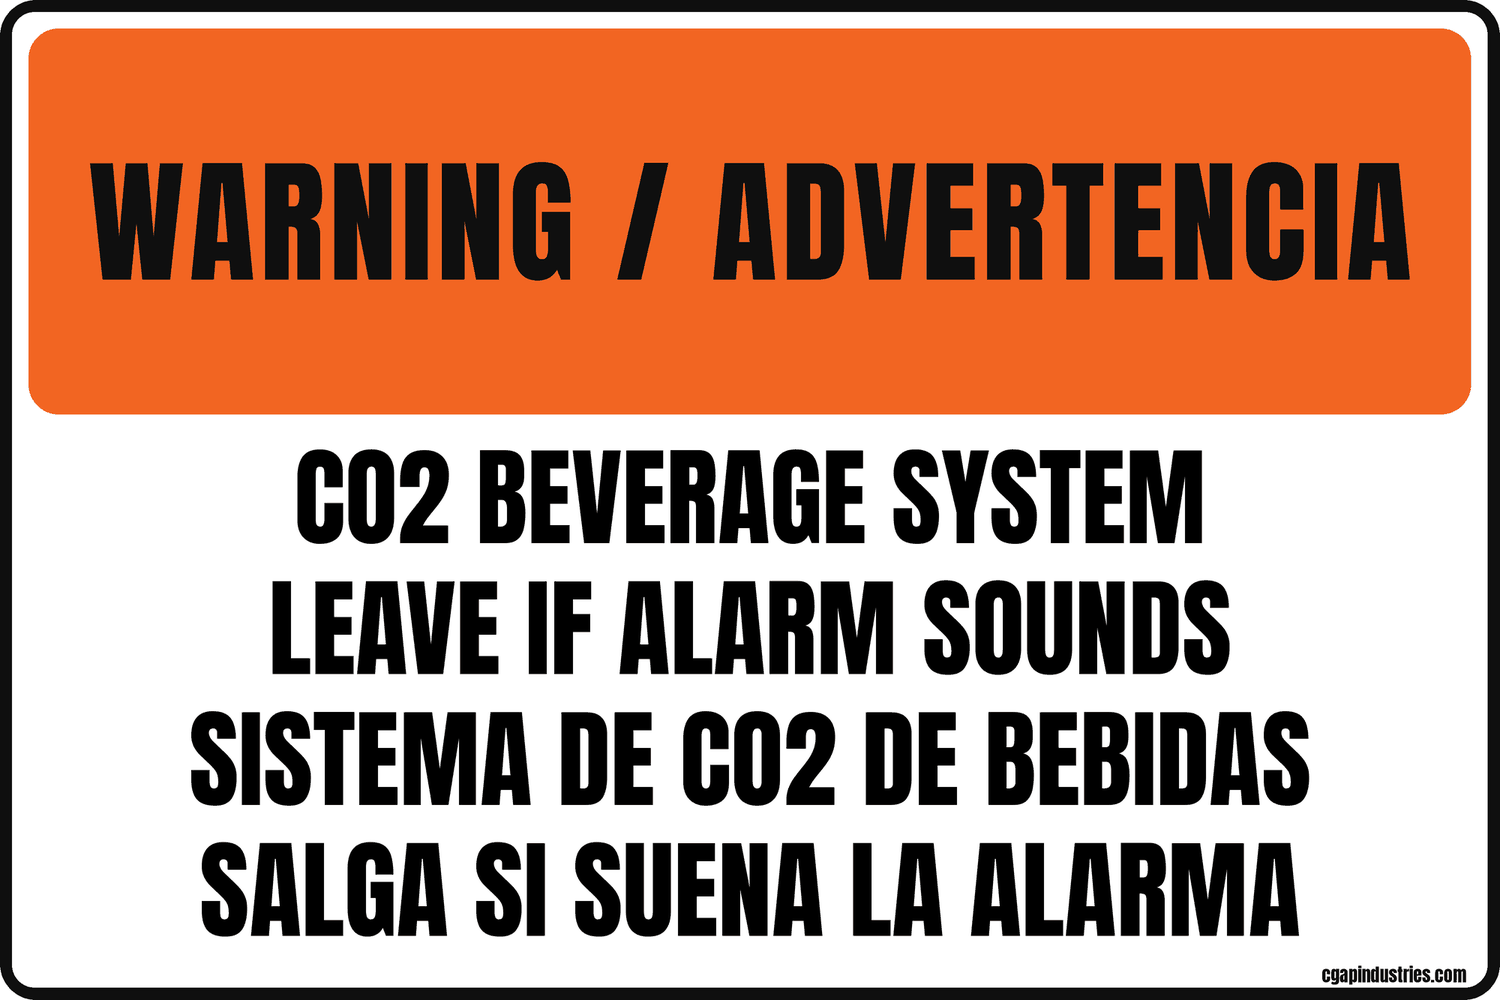 WARNING / ADVERTENCIA
CO2 BEVERAGE SYSTEM
LEAVE IF ALARM SOUNDS
SISTEMA DE CO2 DE BEBIDAS
SALGA SI SUENA LA ALARMA
cgapindustries.com